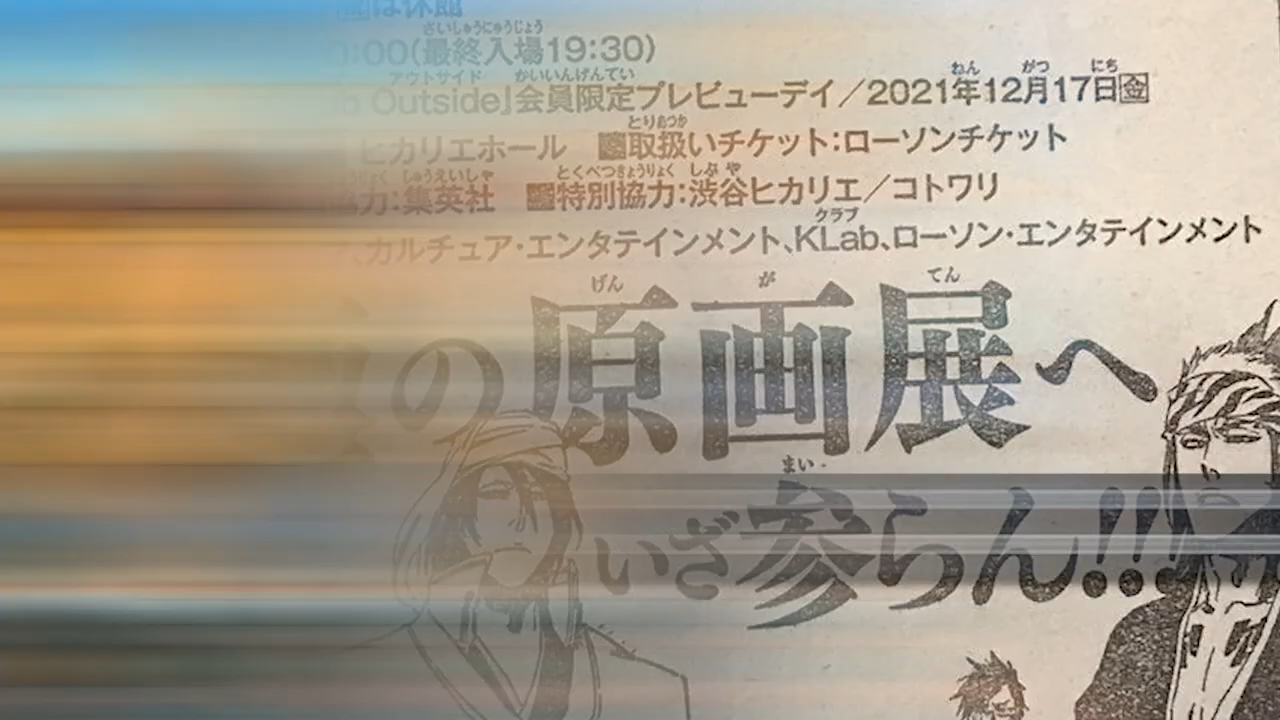 は休館
0:00(最終入場19:30)
Outside」会員限定プレビューデイ／2021年12月17日金
ヒカリエホール 取扱いチケット:ローソンチケット
協力:集英社 特別協力:渋谷ヒカリエ／コトワリ
カルチュア・エンタテインメント、KLab、ローソン・エンタテインメント
の原画展へ
いざ参らん!!!